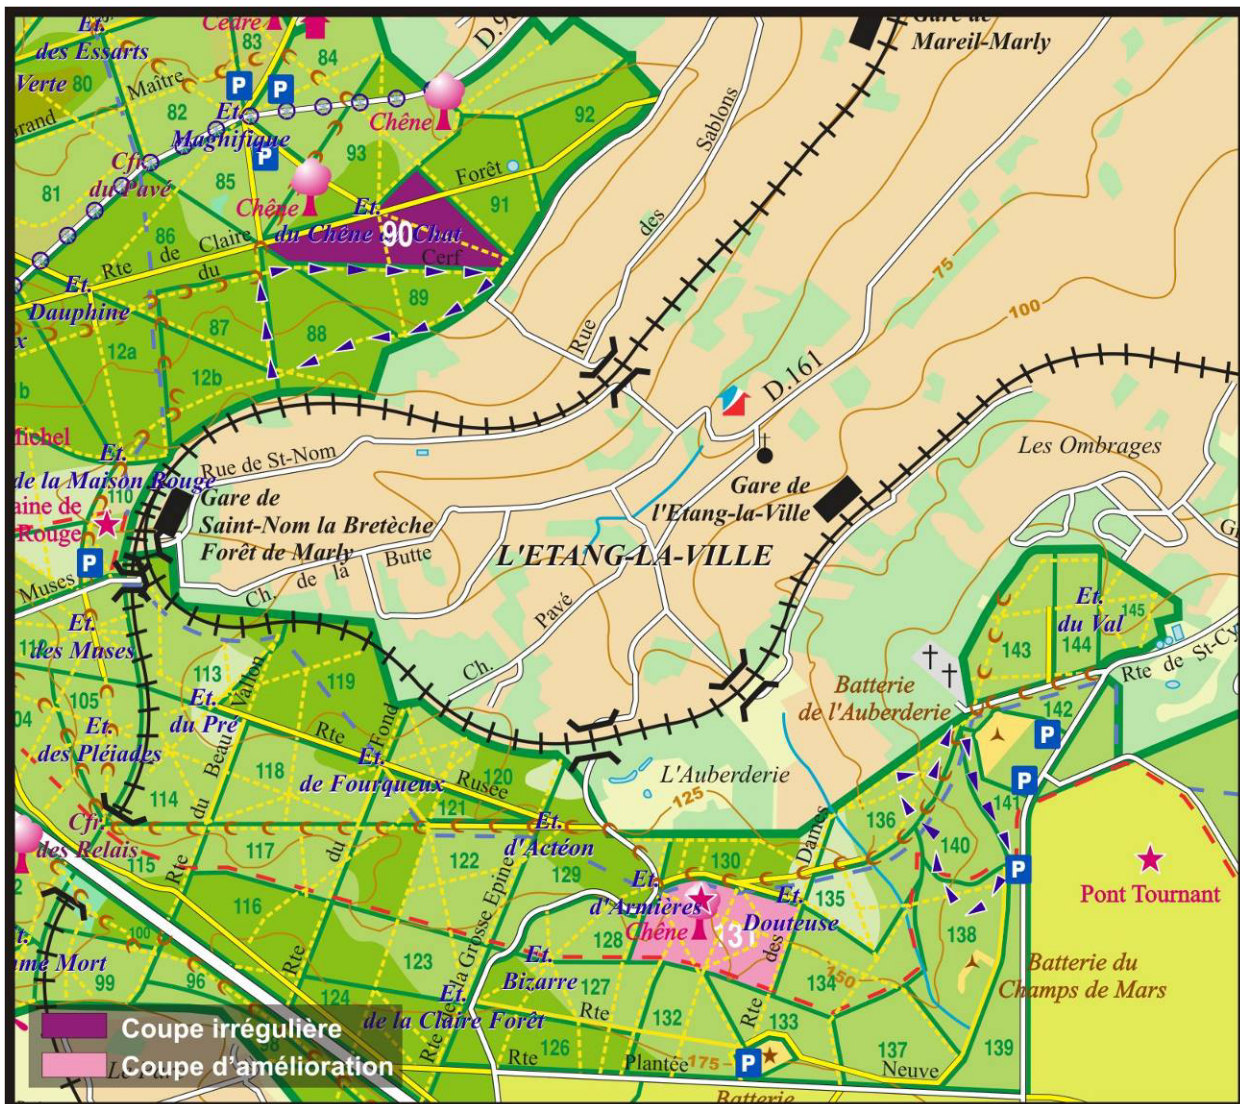 Et.
des Essarts
Verte
80
Maître
82
83
84
Cèdre
D.9
Gare de
Mareil-Marly
P
P
Et.
Magnifique
P
Chêne
92
93
81
Cfr.
du Pavé
85
Chêne
Et.
du Chêne
Chat
90
Forêt
91
86
Rte
de
Claire
du
Cerf
Et.
Dauphine
x
87
88
89
12a
12b
Sablons
des
Rue
D.161
75
100
Les Ombrages
Et.
de la Maison Rouge
110
Rouge
P
Muses
Rue de St-Nom
Gare de
Saint-Nom la Bretèche
Forêt de Marly
Ch.
de
la
Butte
Gare de
l'Etang-la-Ville
L'ETANG-LA-VILLE
Pavé
Ch.
Et.
des Muses
105
Et.
des Pléiades
113
Et.
du Pré
Vallon
Beau
du
Rte
119
118
Rte
Et.
de Fourqueux
Rusée
Fond
du
Rte
120
121
114
Cfr.
des Relais
115
117
116
122
123
124
Et.
d'Actéon
129
L'Auberderie
125
Batterie
de l'Auberderie
Et.
du Val
143
144
145
Rte de St-Cy
142
P
P
141
P
140
136
Dames
des
Rte
130
Et.
d'Armières
Chêne
131
Et.
Douteuse
135
128
134
150
138
Pont Tournant
Batterie du
Champs de Mars
100
99
96
98
Et.
Bizarre
127
Et.
de la Claire Forêt
Rte de la Grosse Epine
126
Rte
Plantée
132
133
175
P
Rte
Neuve
137
139
Batterie
Coupe irrégulière
Coupe d'amélioration